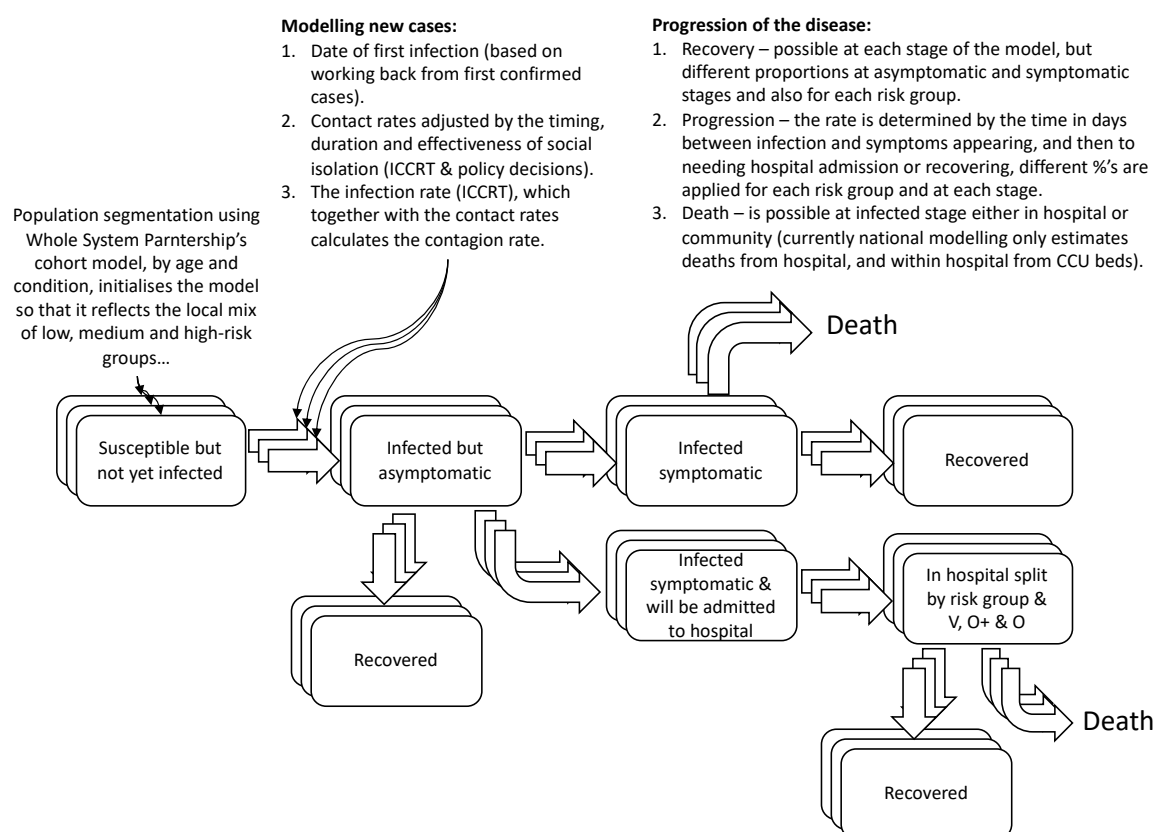 Modelling new cases:
1. Date of first infection (based on
working back from first confirmed
cases).
2. Contact rates adjusted by the timing,
duration and effectiveness of social
isolation (ICCRT & policy decisions).
3. The infection rate (ICCRT), which
together with the contact rates
calculates the contagion rate.
Progression of the disease:
1. Recovery – possible at each stage of the model, but
different proportions at asymptomatic and symptomatic
stages and also for each risk group.
2. Progression – the rate is determined by the time in days
between infection and symptoms appearing, and then to
needing hospital admission or recovering, different %'s are
applied for each risk group and at each stage.
3. Death – is possible at infected stage either in hospital or
community (currently national modelling only estimates
deaths from hospital, and within hospital from CCU beds).
Population segmentation using
Whole System Parntership's
cohort model, by age and
condition, initialises the model
so that it reflects the local mix
of low, medium and high-risk
groups…
Death
Susceptible but
not yet infected
Infected but
asymptomatic
Infected
symptomatic
Recovered
Infected
symptomatic &
will be admitted
to hospital
In hospital split
by risk group &
V, O+ & O
Recovered
Death
Recovered